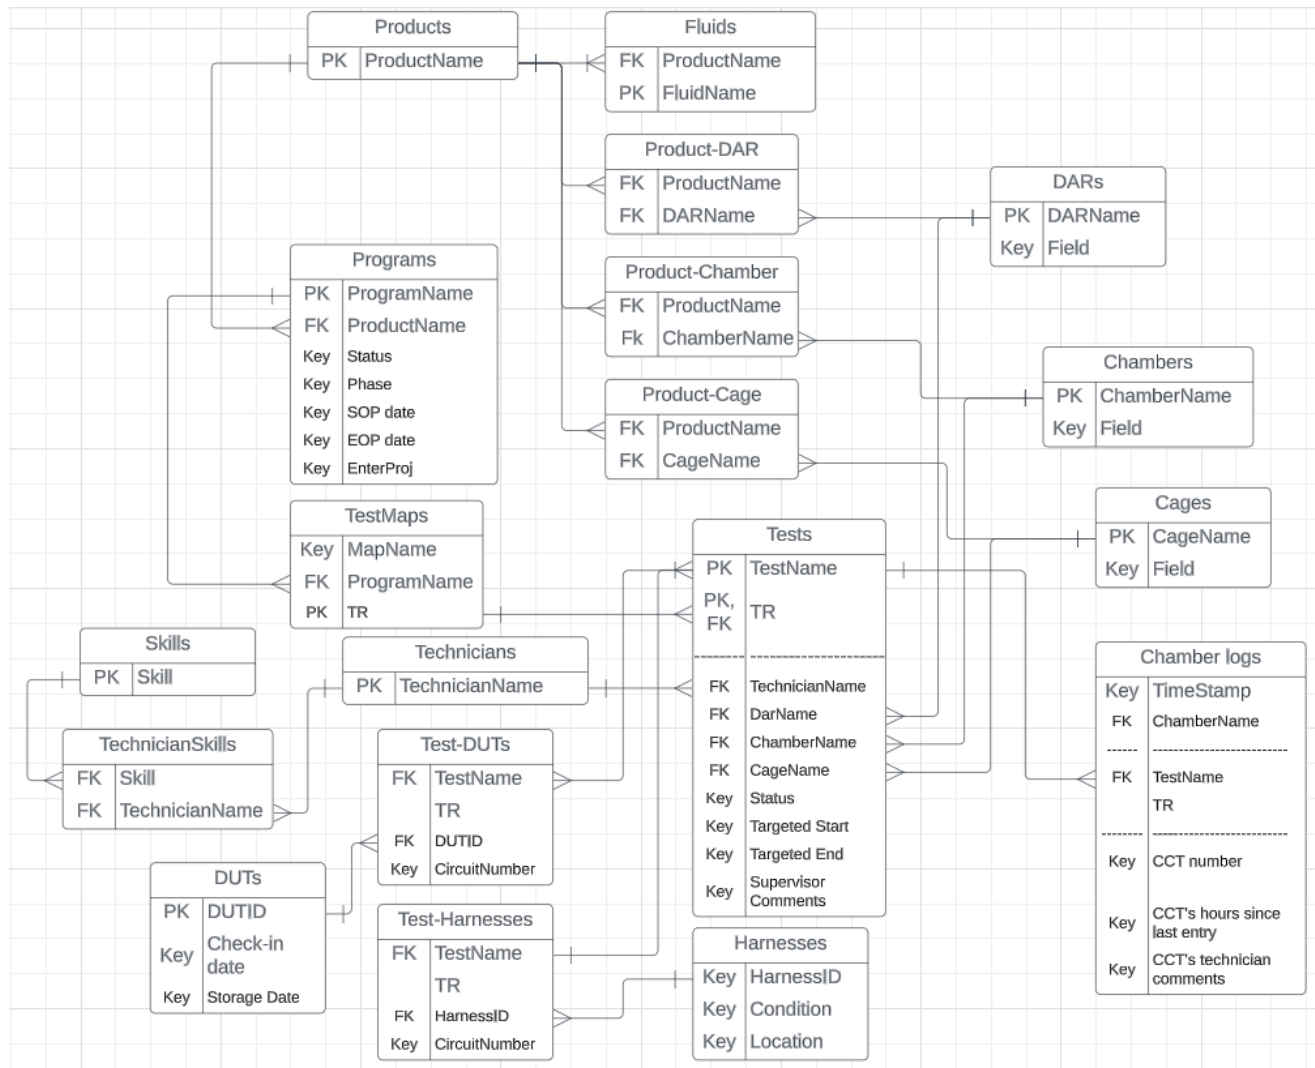 Products
PK ProductName
Fluids
FK ProductName
PK FluidName
Product-DAR
FK ProductName
FK DARName
DARs
PK DARName
Key Field
Programs
PK ProgramName
FK ProductName
Key Status
Key Phase
Key SOP date
Key EOP date
Key EnterProj
Product-Chamber
FK ProductName
Fk ChamberName
Chambers
PK ChamberName
Key Field
Product-Cage
FK ProductName
FK CageName
Cages
PK CageName
Key Field
TestMaps
Key MapName
FK ProgramName
PK TR
Tests
PK TestName
PK,
FK TR
FK TechnicianName
FK DarName
FK ChamberName
FK CageName
Key Status
Key Targeted Start
Key Targeted End
Key Supervisor
Comments
Skills
PK Skill
Technicians
PK TechnicianName
TechnicianSkills
FK Skill
FK TechnicianName
Test-DUTs
FK TestName
TR
FK DUTID
Key CircuitNumber
Chamber logs
Key TimeStamp
FK ChamberName
FK TestName
TR
Key CCT number
Key CCT's hours since
last entry
Key CCT's technician
comments
DUTs
PK DUTID
Key Check-in
date
Key Storage Date
Test-Harnesses
FK TestName
TR
FK HarnessID
Key CircuitNumber
Harnesses
Key HarnessID
Key Condition
Key Location